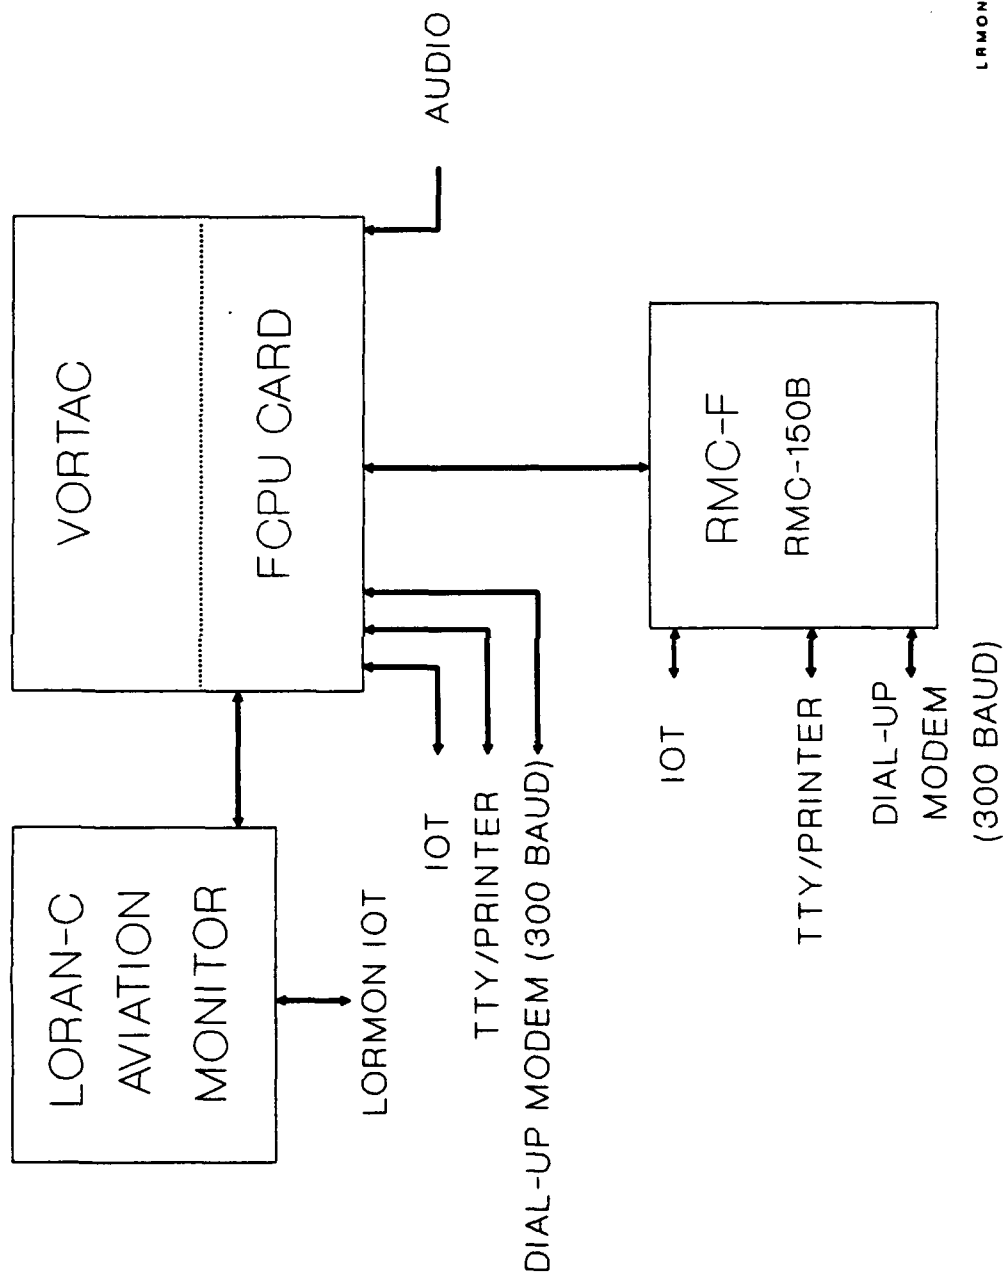 LORAN-C
AVIATION
MONITOR
VORTAC
FCPU CARD
LORMON IOT
IOT
TTY/PRINTER
DIAL-UP MODEM (300 BAUD)
AUDIO
RMC-F
RMC-150B
IOT
TTY/PRINTER
DIAL-UP
MODEM
(300 BAUD)
LRMON